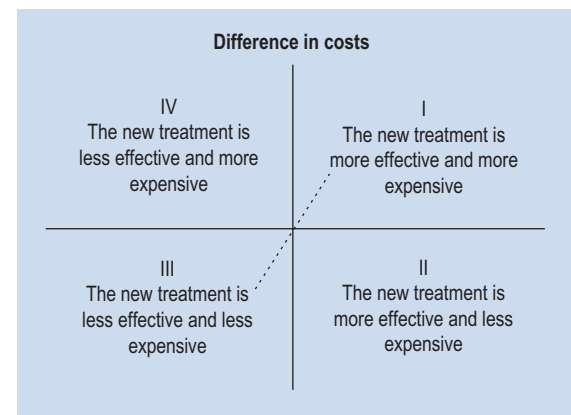 Difference in costs
IV
The new treatment is
less effective and more
expensive
I
The new treatment is
more effective and more
expensive
III
The new treatment is
less effective and less
expensive
II
The new treatment is
more effective and less
expensive